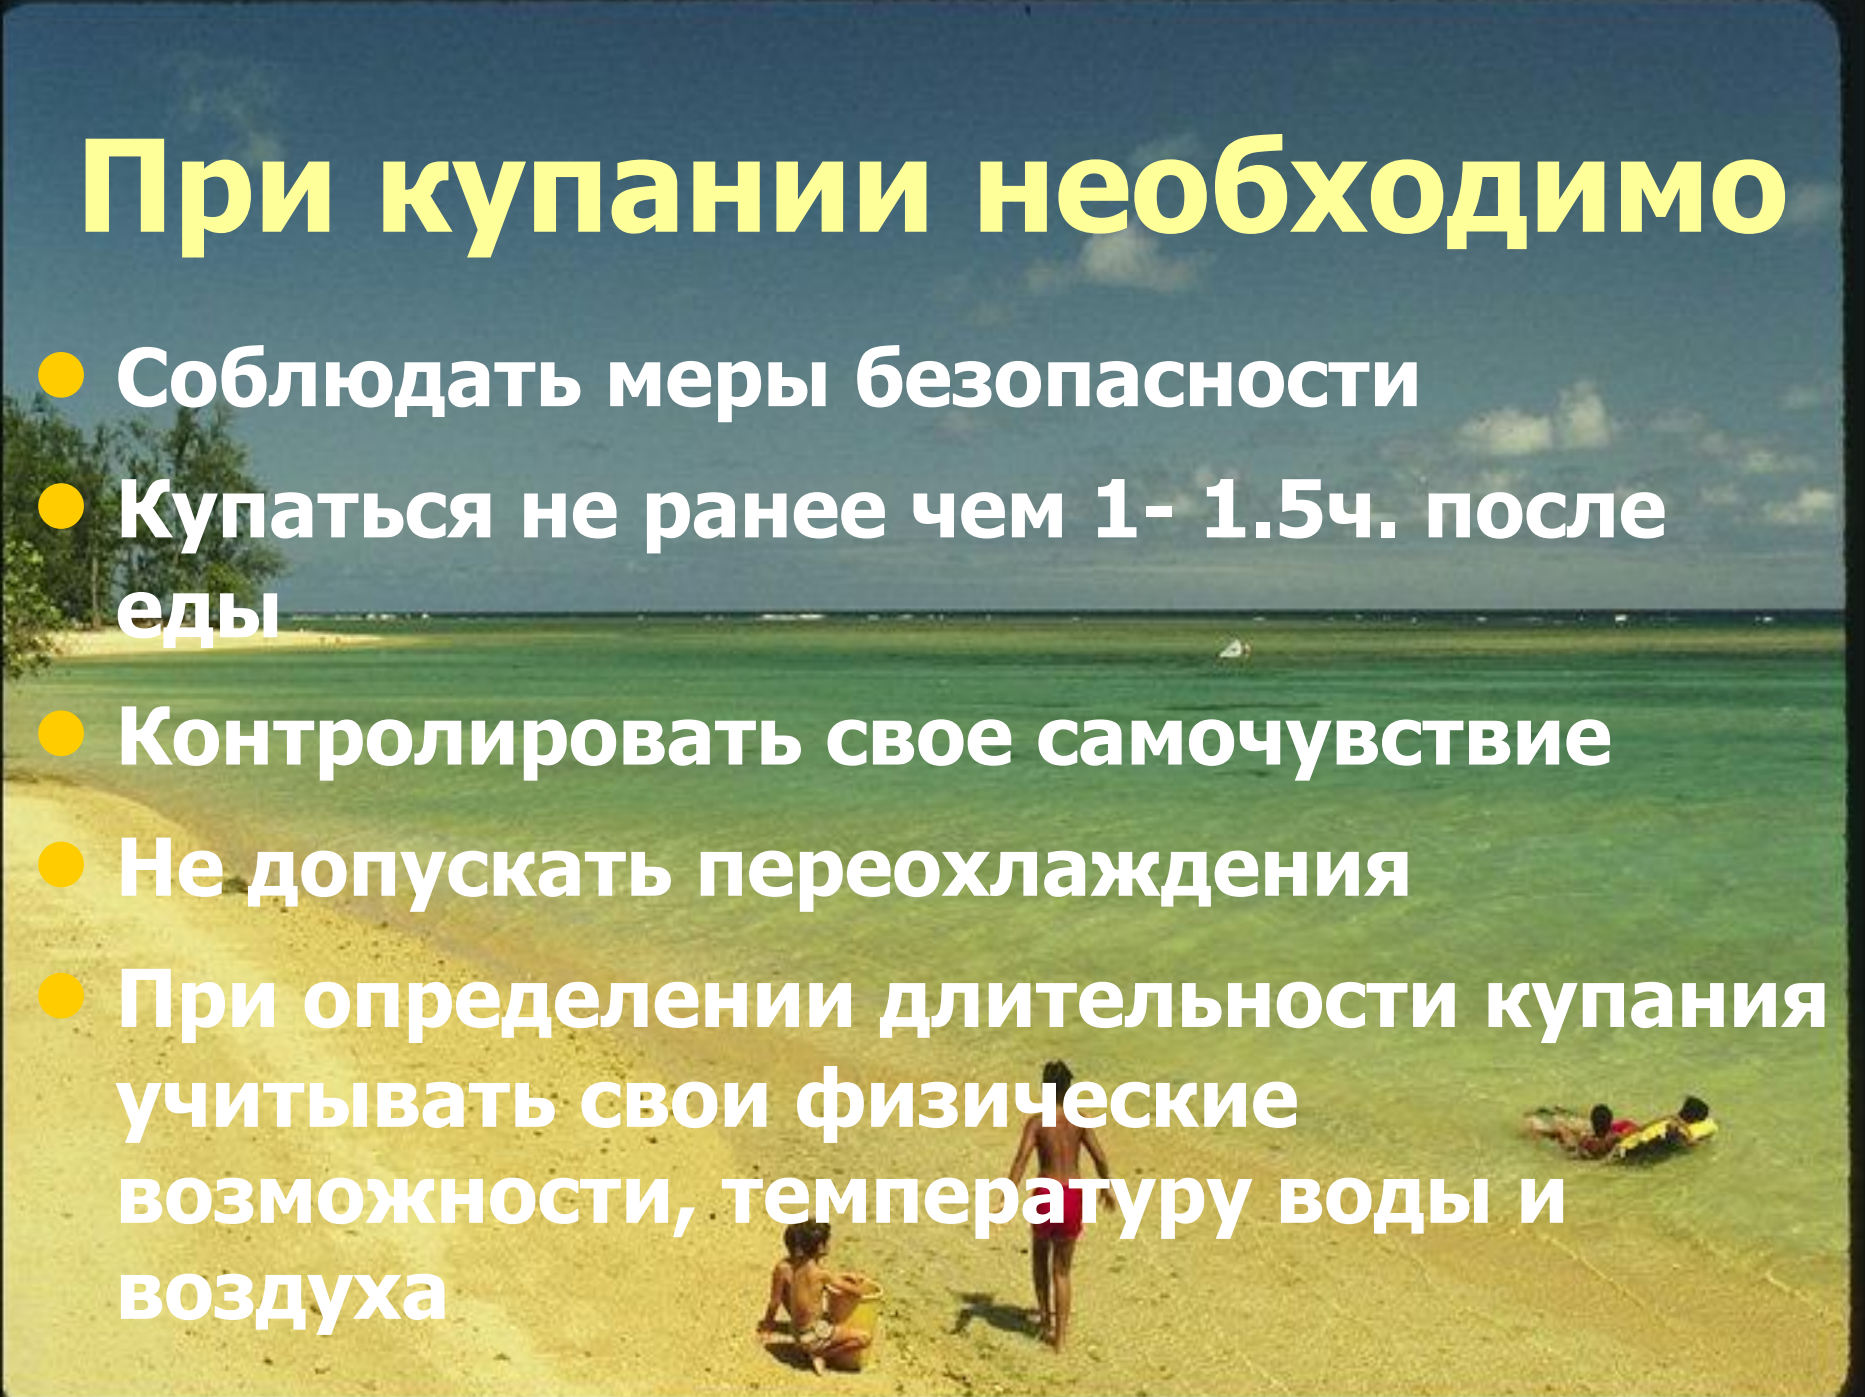 При купании необходимо
• Соблюдать меры безопасности
• Купаться не ранее чем 1- 1.5ч. после
еды
• Контролировать свое самочувствие
• Не допускать переохлаждения
• При определении длительности купания
учитывать свои физические
возможности, температуру воды и
воздуха